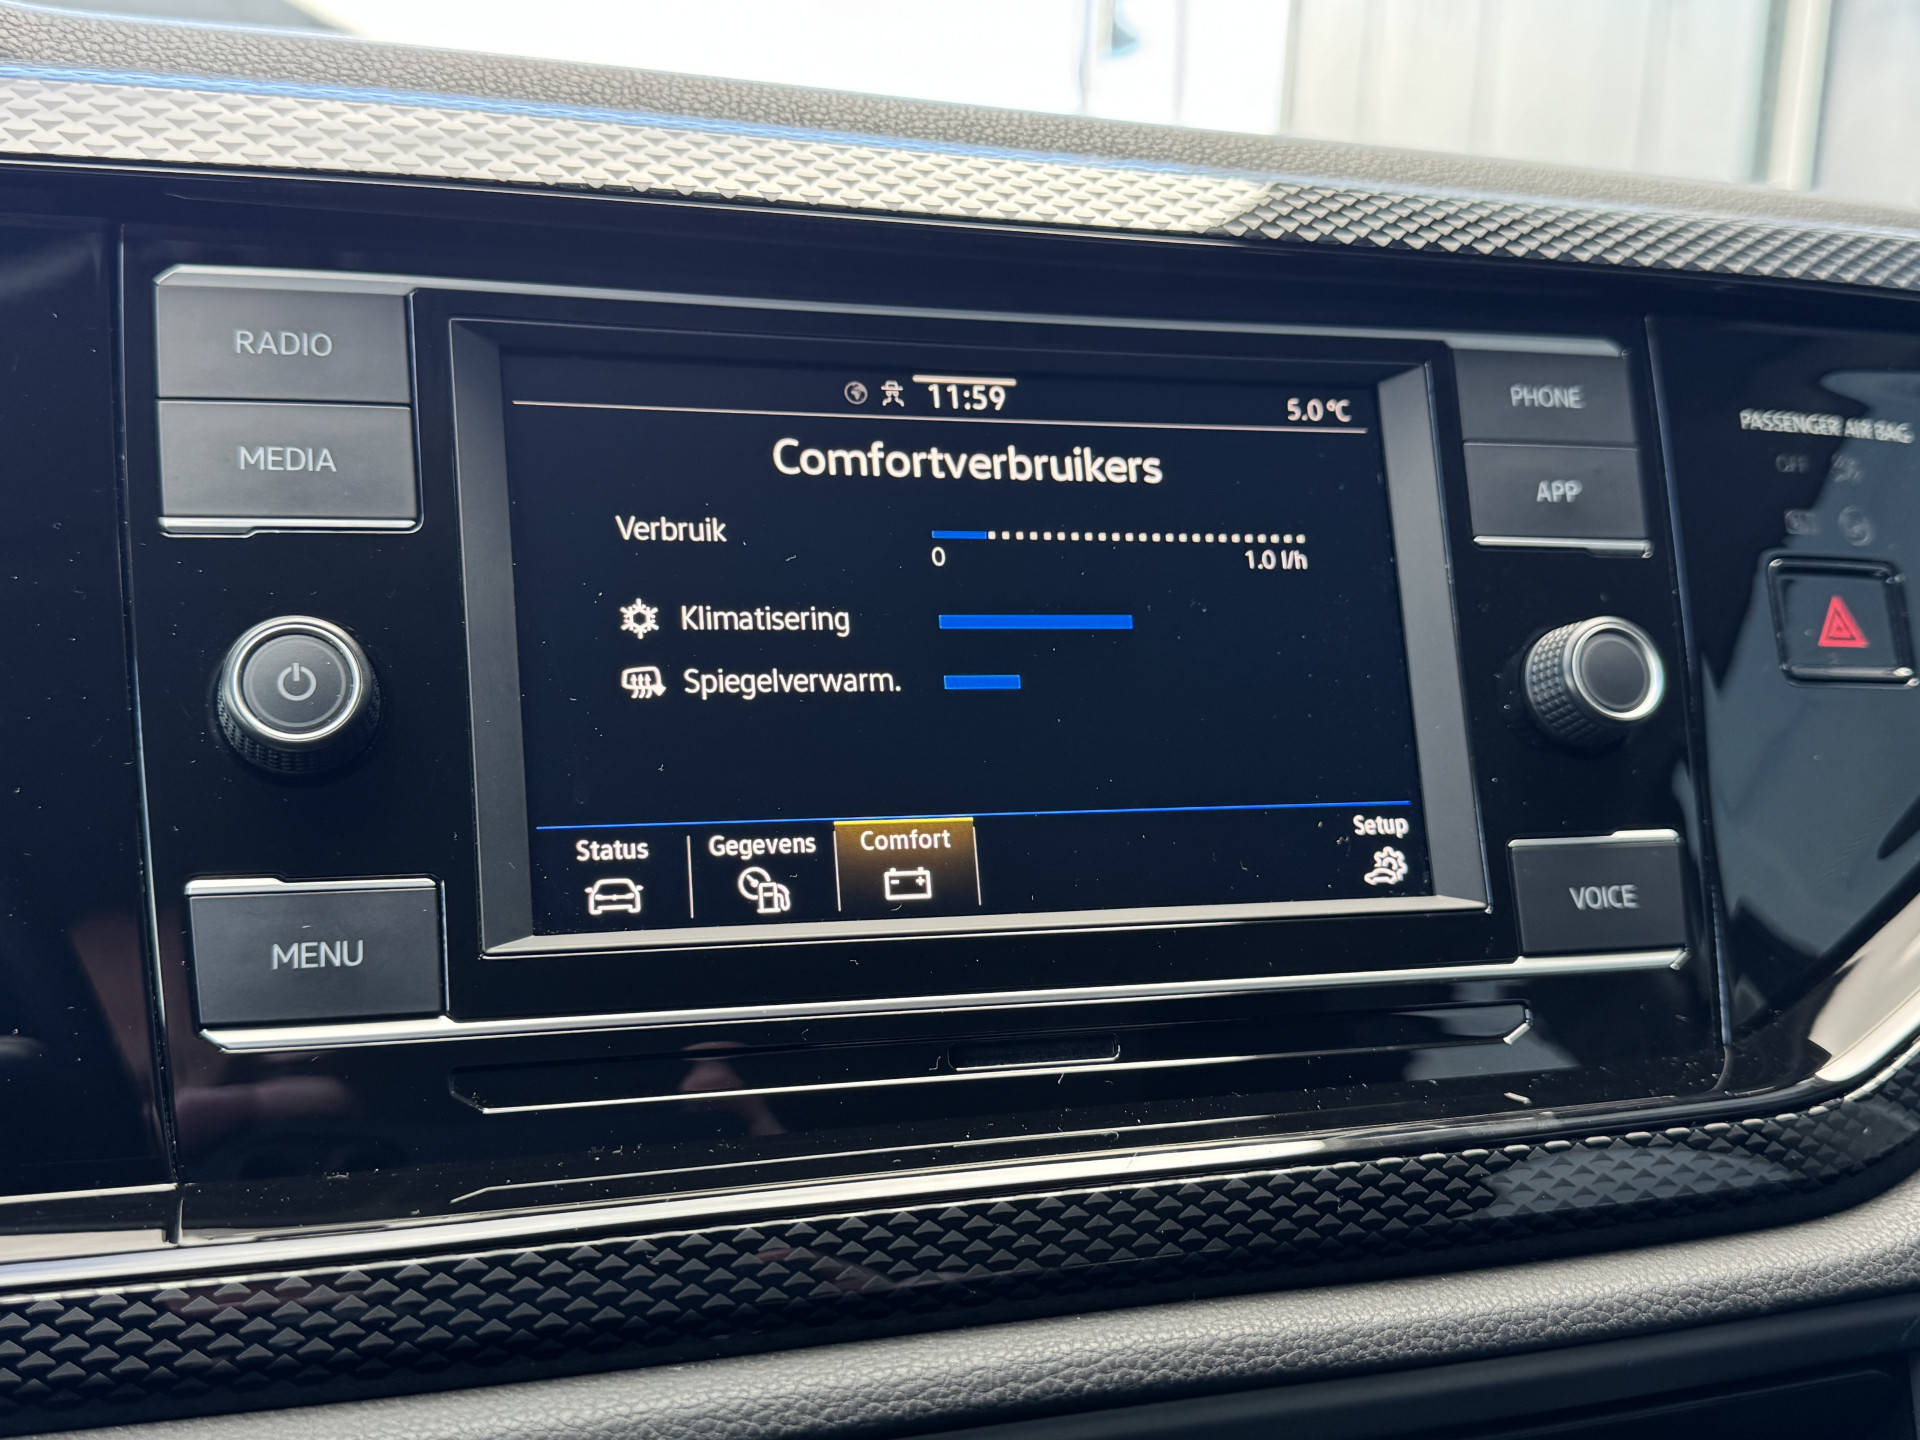 RADIO
MEDIA
MENU
11:59
5.0°C
Comfortverbruikers
Verbruik
0
1.0 l/h
Klimatisering
Spiegelverwarm.
Status
Gegevens
Comfort
Setup
PHONE
APP
VOICE
PASSENGER AIR BAG
OFF